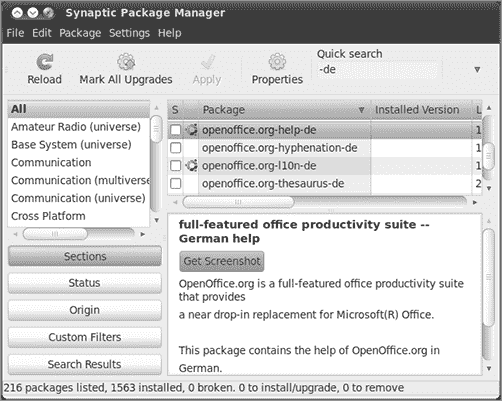 Synaptic Package Manager
File Edit Package Settings Help
Reload
Mark All Upgrades
Apply
Properties
Quick search
-de
All
Amateur Radio (universe)
Base System (universe)
Communication
Communication (multiverse
Communication (universe)
Cross Platform
S Package Installed Version L
openoffice.org-help-de 1
openoffice.org-hyphenation-de 1
openoffice.org-l10n-de 1
openoffice.org-thesaurus-de 2
Sections
Status
Origin
Custom Filters
Search Results
full-featured office productivity suite --
German help
Get Screenshot
OpenOffice.org is a full-featured office productivity suite
that provides
a near drop-in replacement for Microsoft(R) Office.
This package contains the help of OpenOffice.org in
German.
216 packages listed, 1563 installed, 0 broken. 0 to install/upgrade, 0 to remove